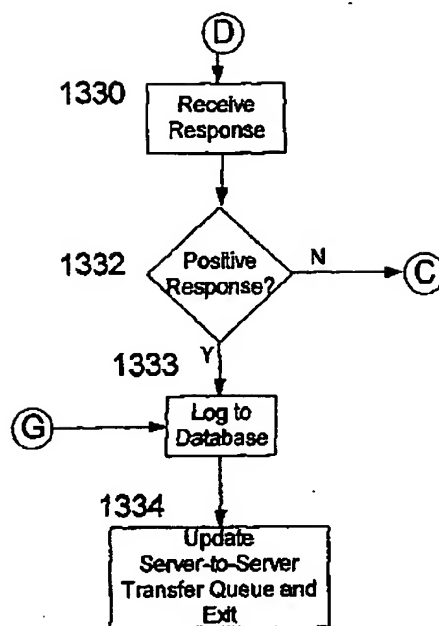 D
1330
Receive
Response
1332
Positive
Response?
N
C
1333
Y
G
Log to
Database
1334
Update
Server-to-Server
Transfer Queue and
Exit